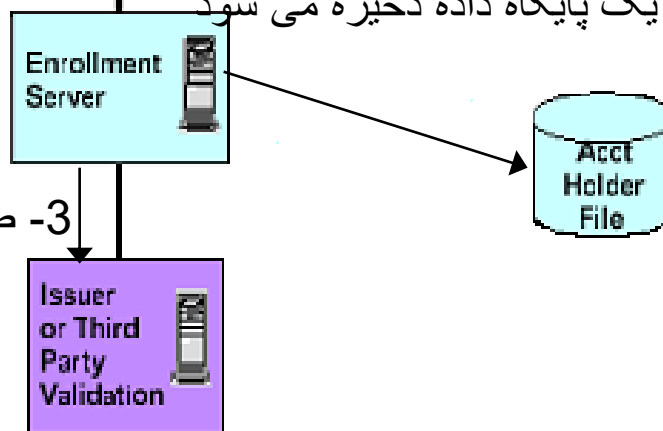 یک پایگاه داده ذخیره می شود
Enrollment
Server
Acct
Holder
File
3-
Issuer
or Third
Party
Validation